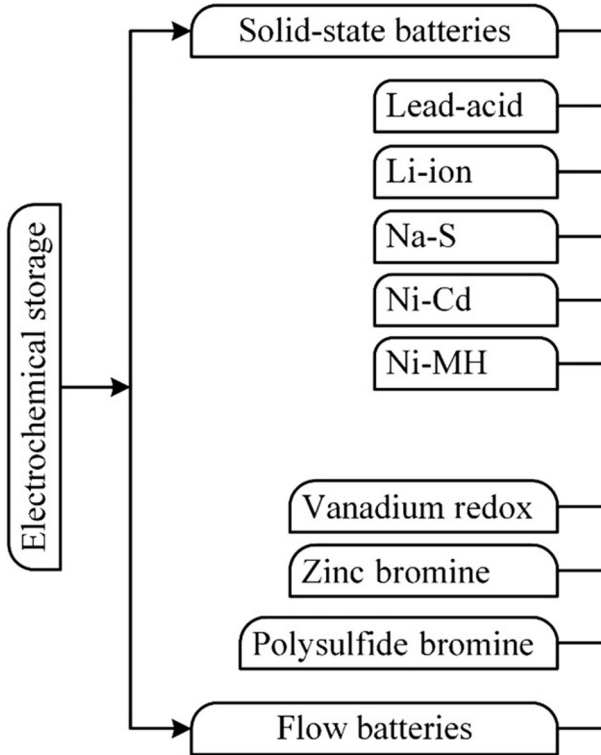 Solid-state batteries
Lead-acid
Li-ion
Na-S
Ni-Cd
Ni-MH
Electrochemical storage
Vanadium redox
Zinc bromine
Polysulfide bromine
Flow batteries